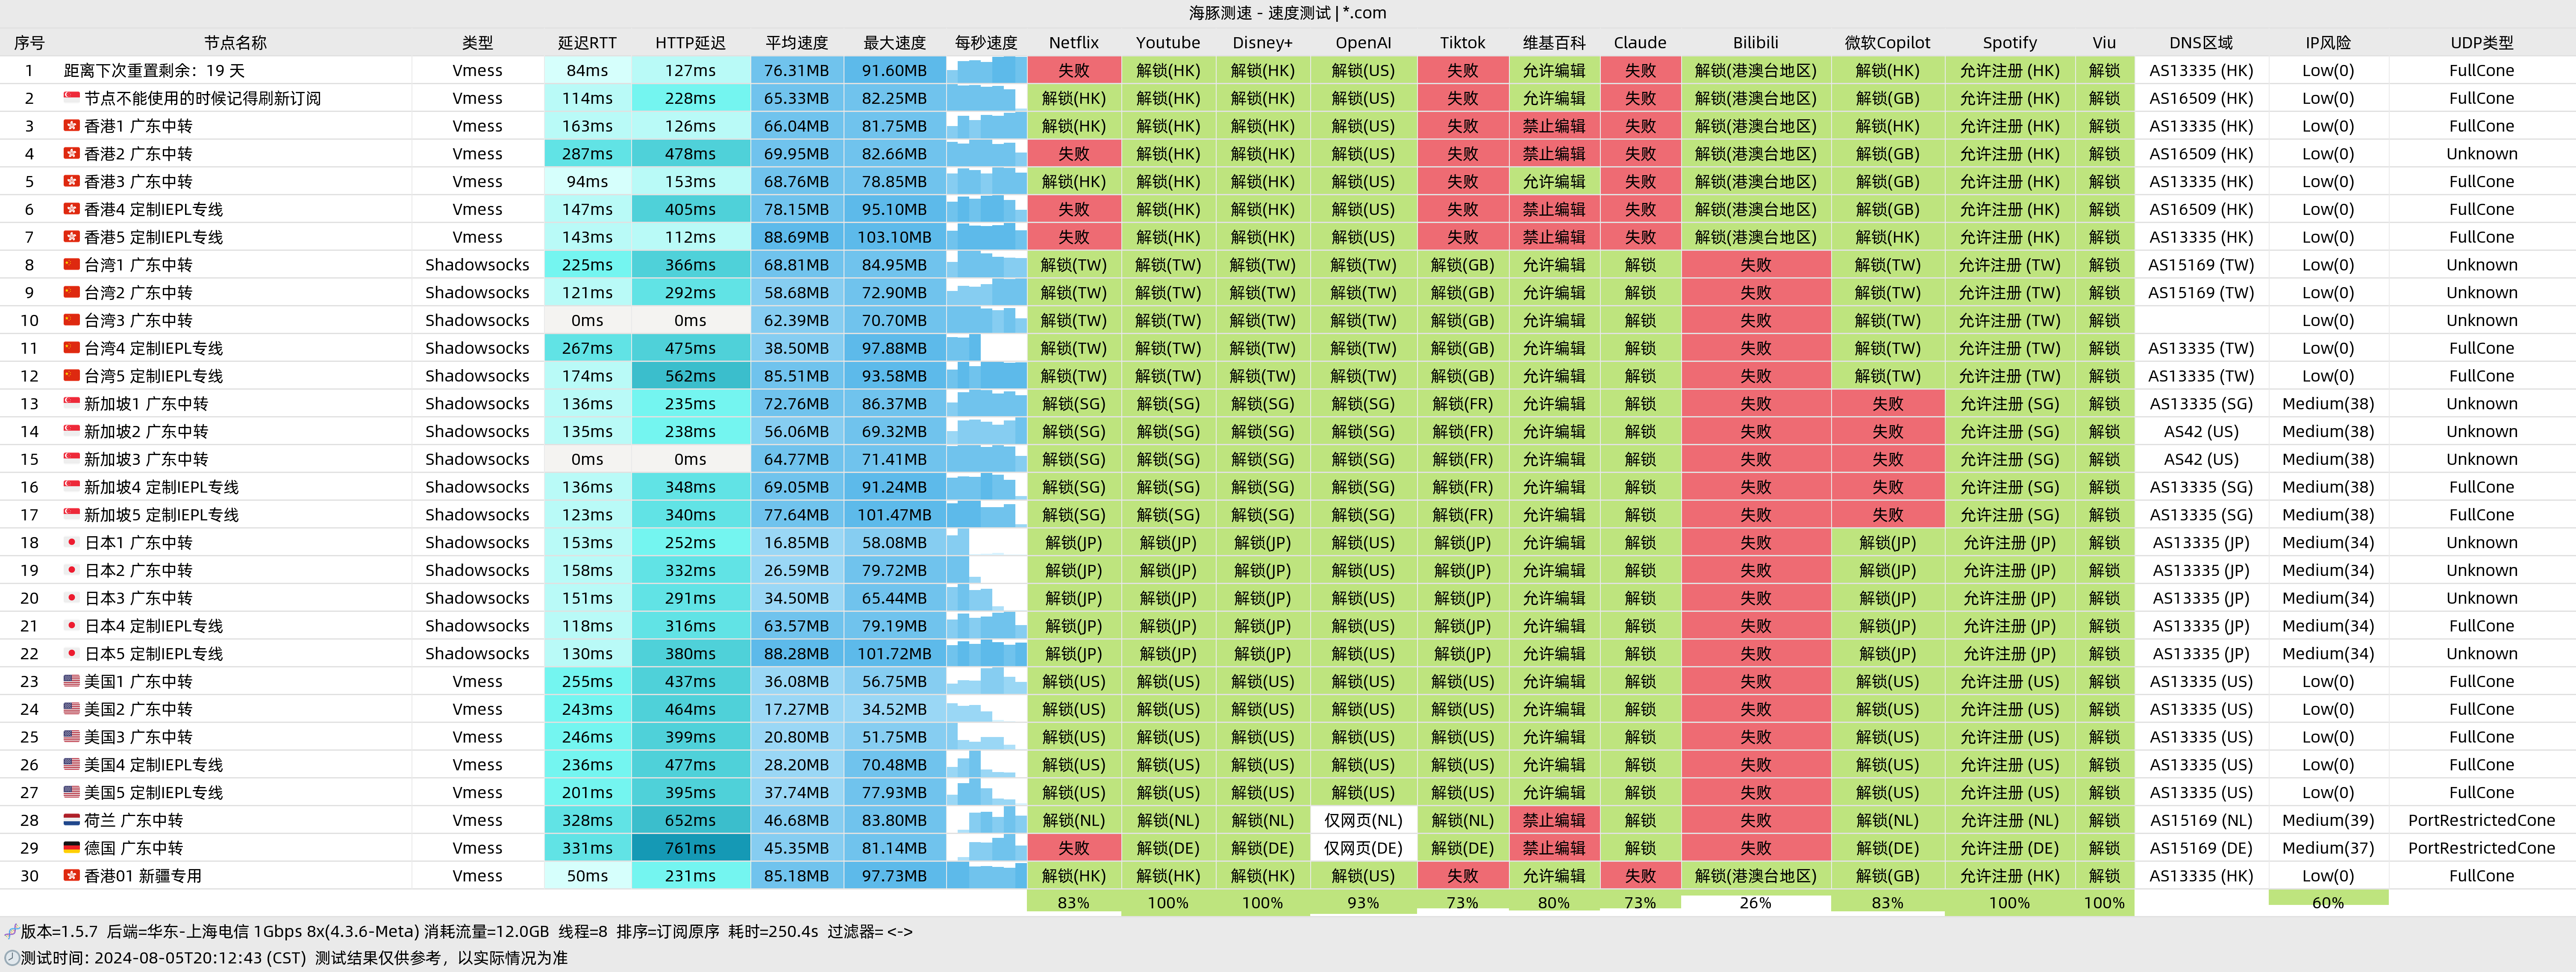 海豚测速 - 速度测试 | *.com
序号 节点名称 类型 延迟RTT HTTP延迟 平均速度 最大速度 每秒速度 Netflix Youtube Disney+ OpenAI Tiktok 维基百科 Claude Bilibili 微软Copilot Spotify Viu DNS区域 IP风险 UDP类型
1 距离下次重置剩余：19 天 Vmess 84ms 127ms 76.31MB 91.60MB 失败 解锁(HK) 解锁(HK) 解锁(US) 失败 允许编辑 失败 解锁(港澳台地区) 解锁(HK) 允许注册 (HK) 解锁 AS13335 (HK) Low(0) FullCone
2 节点不能使用的时候记得刷新订阅 Vmess 114ms 228ms 65.33MB 82.25MB 解锁(HK) 解锁(HK) 解锁(HK) 解锁(US) 失败 允许编辑 失败 解锁(港澳台地区) 解锁(GB) 允许注册 (HK) 解锁 AS16509 (HK) Low(0) FullCone
3 香港1 广东中转 Vmess 163ms 126ms 66.04MB 81.75MB 解锁(HK) 解锁(HK) 解锁(HK) 解锁(US) 失败 禁止编辑 失败 解锁(港澳台地区) 解锁(HK) 允许注册 (HK) 解锁 AS13335 (HK) Low(0) FullCone
4 香港2 广东中转 Vmess 287ms 478ms 69.95MB 82.66MB 失败 解锁(HK) 解锁(HK) 解锁(US) 失败 禁止编辑 失败 解锁(港澳台地区) 解锁(GB) 允许注册 (HK) 解锁 AS16509 (HK) Low(0) Unknown
5 香港3 广东中转 Vmess 94ms 153ms 68.76MB 78.85MB 解锁(HK) 解锁(HK) 解锁(HK) 解锁(US) 失败 允许编辑 失败 解锁(港澳台地区) 解锁(GB) 允许注册 (HK) 解锁 AS13335 (HK) Low(0) FullCone
6 香港4 定制IEPL专线 Vmess 147ms 405ms 78.15MB 95.10MB 失败 解锁(HK) 解锁(HK) 解锁(US) 失败 禁止编辑 失败 解锁(港澳台地区) 解锁(GB) 允许注册 (HK) 解锁 AS16509 (HK) Low(0) FullCone
7 香港5 定制IEPL专线 Vmess 143ms 112ms 88.69MB 103.10MB 失败 解锁(HK) 解锁(HK) 解锁(US) 失败 禁止编辑 失败 解锁(港澳台地区) 解锁(HK) 允许注册 (HK) 解锁 AS13335 (HK) Low(0) FullCone
8 台湾1 广东中转 Shadowsocks 225ms 366ms 68.81MB 84.95MB 解锁(TW) 解锁(TW) 解锁(TW) 解锁(TW) 解锁(GB) 允许编辑 解锁 失败 解锁(TW) 允许注册 (TW) 解锁 AS15169 (TW) Low(0) Unknown
9 台湾2 广东中转 Shadowsocks 121ms 292ms 58.68MB 72.90MB 解锁(TW) 解锁(TW) 解锁(TW) 解锁(TW) 解锁(GB) 允许编辑 解锁 失败 解锁(TW) 允许注册 (TW) 解锁 AS15169 (TW) Low(0) Unknown
10 台湾3 广东中转 Shadowsocks 0ms 0ms 62.39MB 70.70MB 解锁(TW) 解锁(TW) 解锁(TW) 解锁(TW) 解锁(GB) 允许编辑 解锁 失败 解锁(TW) 允许注册 (TW) 解锁 Low(0) Unknown
11 台湾4 定制IEPL专线 Shadowsocks 267ms 475ms 38.50MB 97.88MB 解锁(TW) 解锁(TW) 解锁(TW) 解锁(TW) 解锁(GB) 允许编辑 解锁 失败 解锁(TW) 允许注册 (TW) 解锁 AS13335 (TW) Low(0) FullCone
12 台湾5 定制IEPL专线 Shadowsocks 174ms 562ms 85.51MB 93.58MB 解锁(TW) 解锁(TW) 解锁(TW) 解锁(TW) 解锁(GB) 允许编辑 解锁 失败 解锁(TW) 允许注册 (TW) 解锁 AS13335 (TW) Low(0) FullCone
13 新加坡1 广东中转 Shadowsocks 136ms 235ms 72.76MB 86.37MB 解锁(SG) 解锁(SG) 解锁(SG) 解锁(SG) 解锁(FR) 允许编辑 解锁 失败 失败 允许注册 (SG) 解锁 AS13335 (SG) Medium(38) Unknown
14 新加坡2 广东中转 Shadowsocks 135ms 238ms 56.06MB 69.32MB 解锁(SG) 解锁(SG) 解锁(SG) 解锁(SG) 解锁(FR) 允许编辑 解锁 失败 失败 允许注册 (SG) 解锁 AS42 (US) Medium(38) Unknown
15 新加坡3 广东中转 Shadowsocks 0ms 0ms 64.77MB 71.41MB 解锁(SG) 解锁(SG) 解锁(SG) 解锁(SG) 解锁(FR) 允许编辑 解锁 失败 失败 允许注册 (SG) 解锁 AS42 (US) Medium(38) Unknown
16 新加坡4 定制IEPL专线 Shadowsocks 136ms 348ms 69.05MB 91.24MB 解锁(SG) 解锁(SG) 解锁(SG) 解锁(SG) 解锁(FR) 允许编辑 解锁 失败 失败 允许注册 (SG) 解锁 AS13335 (SG) Medium(38) FullCone
17 新加坡5 定制IEPL专线 Shadowsocks 123ms 340ms 77.64MB 101.47MB 解锁(SG) 解锁(SG) 解锁(SG) 解锁(SG) 解锁(FR) 允许编辑 解锁 失败 失败 允许注册 (SG) 解锁 AS13335 (SG) Medium(38) FullCone
18 日本1 广东中转 Shadowsocks 153ms 252ms 16.85MB 58.08MB 解锁(JP) 解锁(JP) 解锁(JP) 解锁(US) 解锁(JP) 允许编辑 解锁 失败 解锁(JP) 允许注册 (JP) 解锁 AS13335 (JP) Medium(34) Unknown
19 日本2 广东中转 Shadowsocks 158ms 332ms 26.59MB 79.72MB 解锁(JP) 解锁(JP) 解锁(JP) 解锁(US) 解锁(JP) 允许编辑 解锁 失败 解锁(JP) 允许注册 (JP) 解锁 AS13335 (JP) Medium(34) Unknown
20 日本3 广东中转 Shadowsocks 151ms 291ms 34.50MB 65.44MB 解锁(JP) 解锁(JP) 解锁(JP) 解锁(US) 解锁(JP) 允许编辑 解锁 失败 解锁(JP) 允许注册 (JP) 解锁 AS13335 (JP) Medium(34) Unknown
21 日本4 定制IEPL专线 Shadowsocks 118ms 316ms 63.57MB 79.19MB 解锁(JP) 解锁(JP) 解锁(JP) 解锁(US) 解锁(JP) 允许编辑 解锁 失败 解锁(JP) 允许注册 (JP) 解锁 AS13335 (JP) Medium(34) FullCone
22 日本5 定制IEPL专线 Shadowsocks 130ms 380ms 88.28MB 101.72MB 解锁(JP) 解锁(JP) 解锁(JP) 解锁(US) 解锁(JP) 允许编辑 解锁 失败 解锁(JP) 允许注册 (JP) 解锁 AS13335 (JP) Medium(34) Unknown
23 美国1 广东中转 Vmess 255ms 437ms 36.08MB 56.75MB 解锁(US) 解锁(US) 解锁(US) 解锁(US) 解锁(US) 允许编辑 解锁 失败 解锁(US) 允许注册 (US) 解锁 AS13335 (US) Low(0) FullCone
24 美国2 广东中转 Vmess 243ms 464ms 17.27MB 34.52MB 解锁(US) 解锁(US) 解锁(US) 解锁(US) 解锁(US) 允许编辑 解锁 失败 解锁(US) 允许注册 (US) 解锁 AS13335 (US) Low(0) FullCone
25 美国3 广东中转 Vmess 246ms 399ms 20.80MB 51.75MB 解锁(US) 解锁(US) 解锁(US) 解锁(US) 解锁(US) 允许编辑 解锁 失败 解锁(US) 允许注册 (US) 解锁 AS13335 (US) Low(0) FullCone
26 美国4 定制IEPL专线 Vmess 236ms 477ms 28.20MB 70.48MB 解锁(US) 解锁(US) 解锁(US) 解锁(US) 解锁(US) 允许编辑 解锁 失败 解锁(US) 允许注册 (US) 解锁 AS13335 (US) Low(0) FullCone
27 美国5 定制IEPL专线 Vmess 201ms 395ms 37.74MB 77.93MB 解锁(US) 解锁(US) 解锁(US) 解锁(US) 解锁(US) 允许编辑 解锁 失败 解锁(US) 允许注册 (US) 解锁 AS13335 (US) Low(0) FullCone
28 荷兰 广东中转 Vmess 328ms 652ms 46.68MB 83.80MB 解锁(NL) 解锁(NL) 解锁(NL) 仅网页(NL) 解锁(NL) 禁止编辑 解锁 失败 解锁(NL) 允许注册 (NL) 解锁 AS15169 (NL) Medium(39) PortRestrictedCone
29 德国 广东中转 Vmess 331ms 761ms 45.35MB 81.14MB 失败 解锁(DE) 解锁(DE) 仅网页(DE) 解锁(DE) 禁止编辑 解锁 失败 解锁(DE) 允许注册 (DE) 解锁 AS15169 (DE) Medium(37) PortRestrictedCone
30 香港01 新疆专用 Vmess 50ms 231ms 85.18MB 97.73MB 解锁(HK) 解锁(HK) 解锁(HK) 解锁(US) 失败 允许编辑 失败 解锁(港澳台地区) 解锁(GB) 允许注册 (HK) 解锁 AS13335 (HK) Low(0) FullCone
83% 100% 100% 93% 73% 80% 73% 26% 83% 100% 100% 60%
版本=1.5.7 后端=华东-上海电信 1Gbps 8x(4.3.6-Meta) 消耗流量=12.0GB 线程=8 排序=订阅原序 耗时=250.4s 过滤器= <->
测试时间: 2024-08-05T20:12:43 (CST) 测试结果仅供参考，以实际情况为准